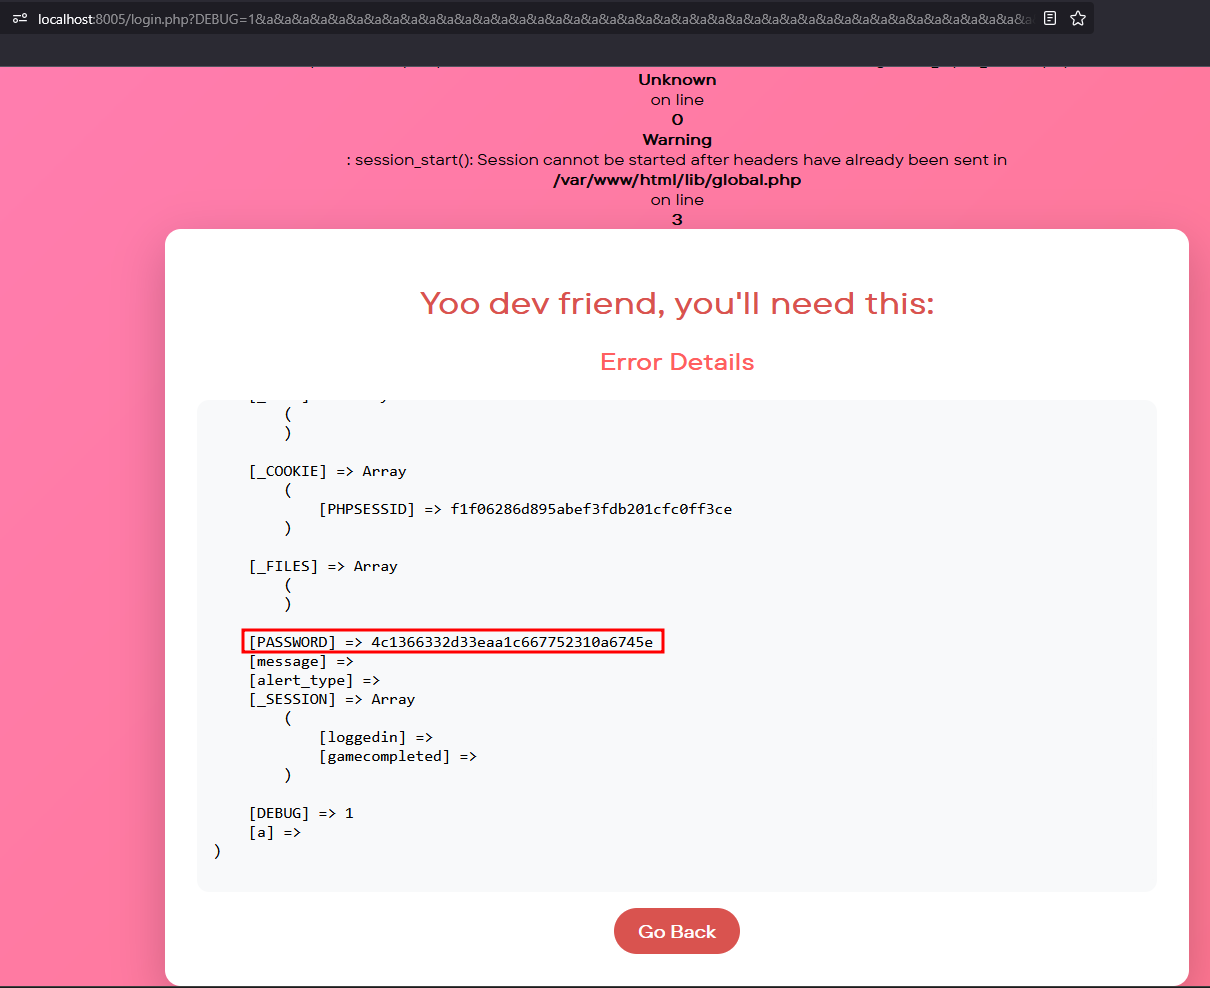 localhost:8005/login.php?DEBUG=1&a&a&a&a&a&a&a&a&a&a&a&a&a&a&a&a&a&a&a&a&a&a&a&a&a&a&a&a&a&a&a&a&a&a&a&a&a&a&a&a&a&a&a
Unknown
on line
0
Warning
: session_start(): Session cannot be started after headers have already been sent in
/var/www/html/lib/global.php
on line
3
Yoo dev friend, you'll need this:
Error Details
(
)
[_COOKIE] => Array
(
[PHPSESSID] => f1f06286d895abef3fdb201cfc0ff3ce
)
[_FILES] => Array
(
)
[PASSWORD] => 4c1366332d33eaa1c667752310a6745e
[message] =>
[alert_type] =>
[_SESSION] => Array
(
[loggedin] =>
[gamecompleted] =>
)
[DEBUG] => 1
[a] =>
)
Go Back